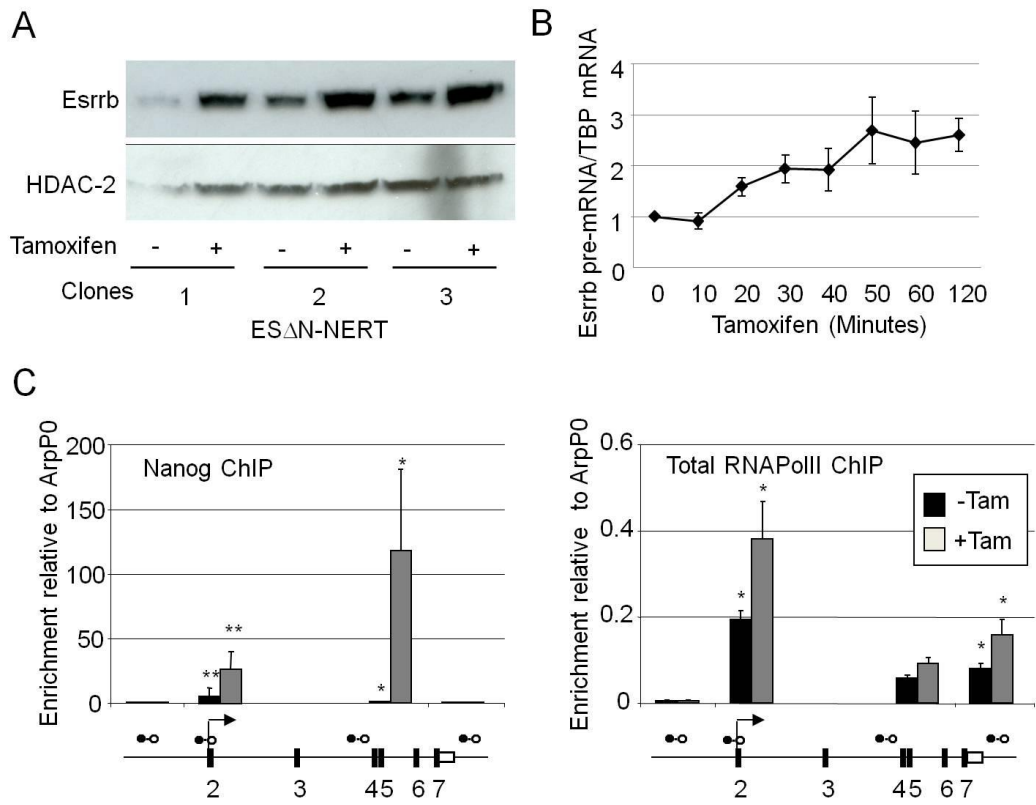 A
Esrrb
HDAC-2
Tamoxifen - + - + - +
Clones 1 2 3
ES∆N-NERT
B
Esrrb pre-mRNA/TBP mRNA
4
3
2
1
0
0 10 20 30 40 50 60 120
Tamoxifen (Minutes)
C
Enrichment relative to ArpP0
200
150
100
50
0
Nanog ChIP
** ** * *
2 3 45 6 7
Enrichment relative to ArpP0
0.6
0.4
0.2
0
Total RNAPolII ChIP
-Tam
+Tam
* * * *
2 3 45 6 7